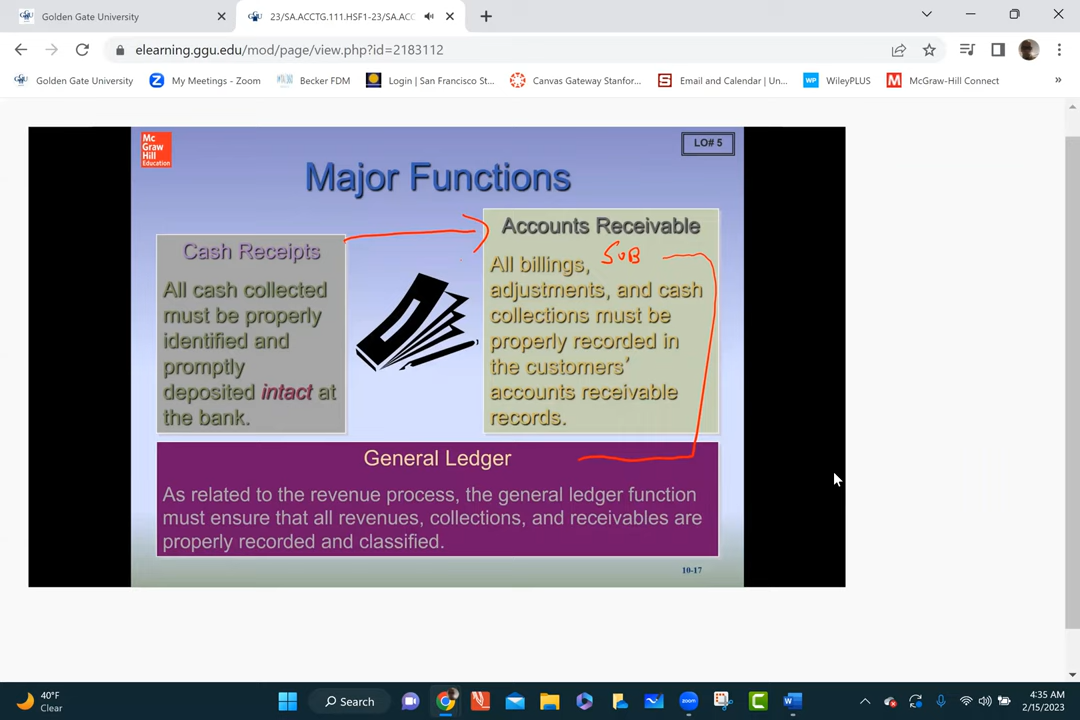 Golden Gate University
23/SA.ACCTG.111.HSF1-23/SA.ACC
elearning.ggu.edu/mod/page/view.php?id=2183112
Golden Gate University
My Meetings - Zoom
Becker FDM
Login | San Francisco St...
Canvas Gateway Stanfor...
Email and Calendar | Un...
WileyPLUS
McGraw-Hill Connect
»
Mc
Graw
Hill
Education
LO# 5
Major Functions
Cash Receipts
All cash collected
must be properly
identified and
promptly
deposited intact at
the bank.
Accounts Receivable
SUB
All billings,
adjustments, and cash
collections must be
properly recorded in
the customers’
accounts receivable
records.
General Ledger
As related to the revenue process, the general ledger function
must ensure that all revenues, collections, and receivables are
properly recorded and classified.
10-17
40°F
Clear
Search
4:35 AM
2/15/2023